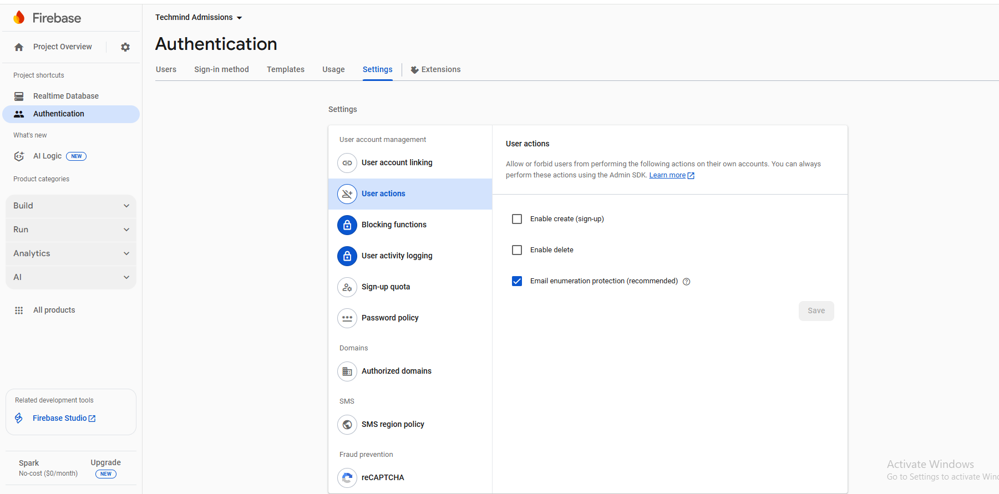 Firebase
Project Overview
Project shortcuts
Realtime Database
Authentication
What's new
AI Logic NEW
Product categories
Build
Run
Analytics
AI
All products
Related development tools
Firebase Studio
Spark
No-cost ($0/month)
Upgrade
NEW
Techmind Admissions
Authentication
Users Sign-in method Templates Usage Settings Extensions
Settings
User account management
User account linking
User actions
Blocking functions
User activity logging
Sign-up quota
Password policy
Domains
Authorized domains
SMS
SMS region policy
Fraud prevention
reCAPTCHA
User actions
Allow or forbid users from performing the following actions on their own accounts. You can always
perform these actions using the Admin SDK. Learn more
Enable create (sign-up)
Enable delete
Email enumeration protection (recommended)
Save
Activate Windows
Go to Settings to activate Win